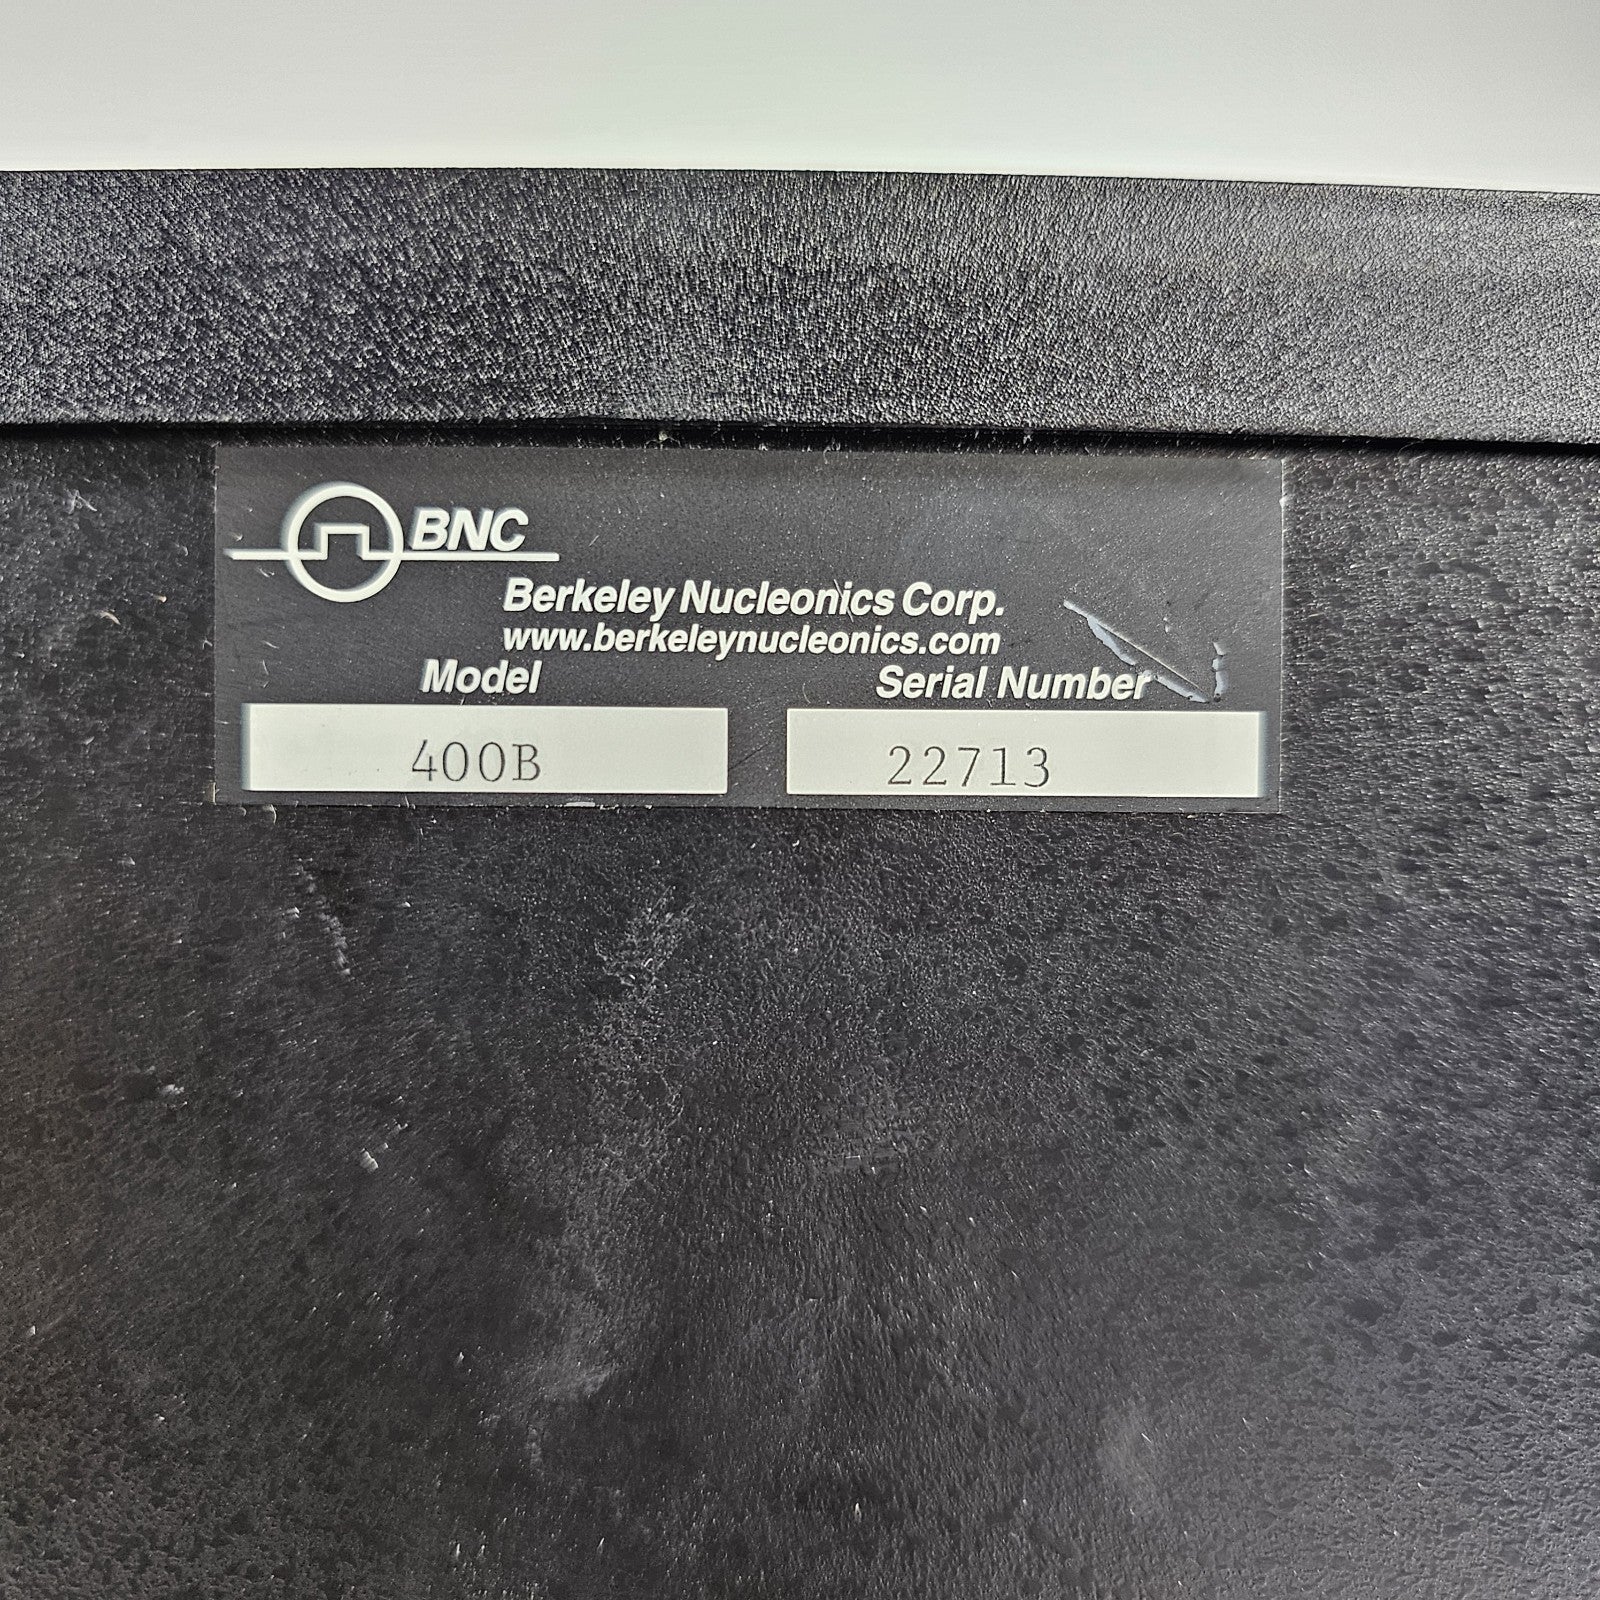 BNC
Berkeley Nucleonics Corp.
www.berkeleynucleonics.com
Model Serial Number
400B 22713